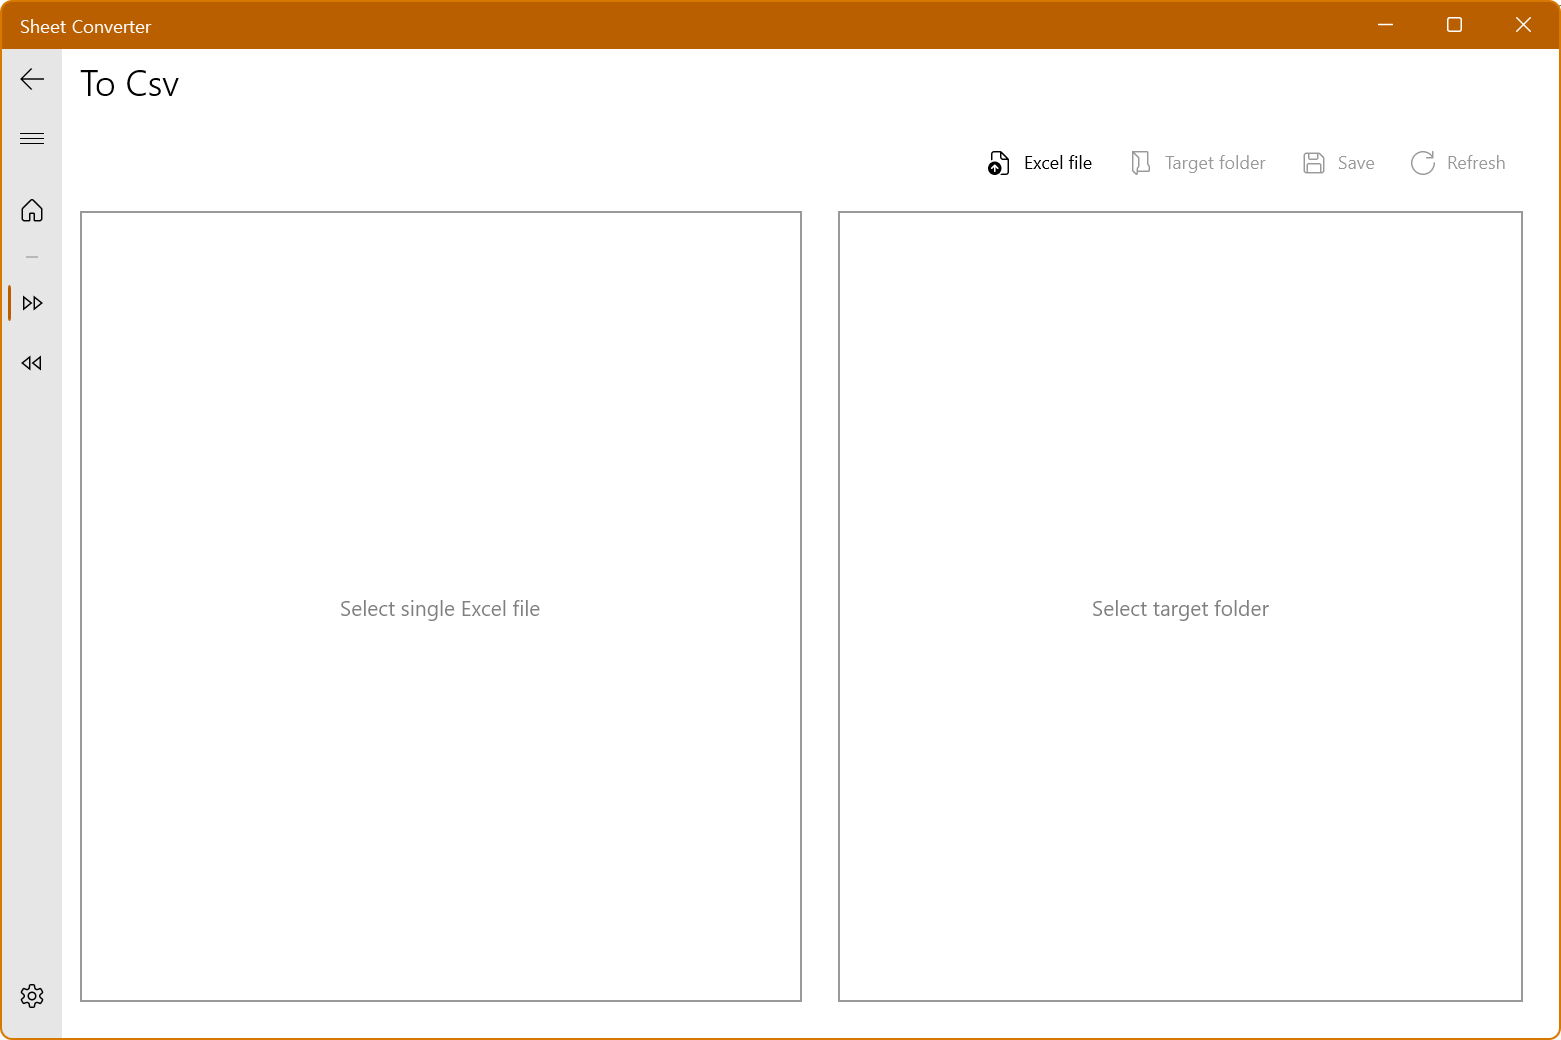 Sheet Converter
To Csv
Excel file
Target folder
Save
Refresh
Select single Excel file
Select target folder